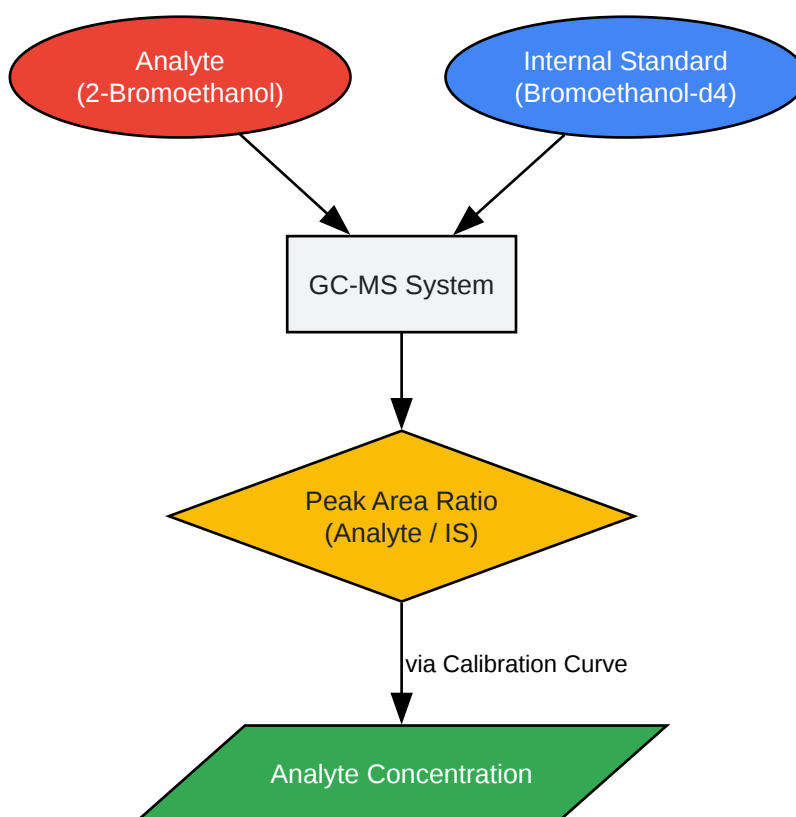 Analyte
(2-Bromoethanol)
Internal Standard
(Bromoethanol-d4)
GC-MS System
Peak Area Ratio
(Analyte / IS)
via Calibration Curve
Analyte Concentration